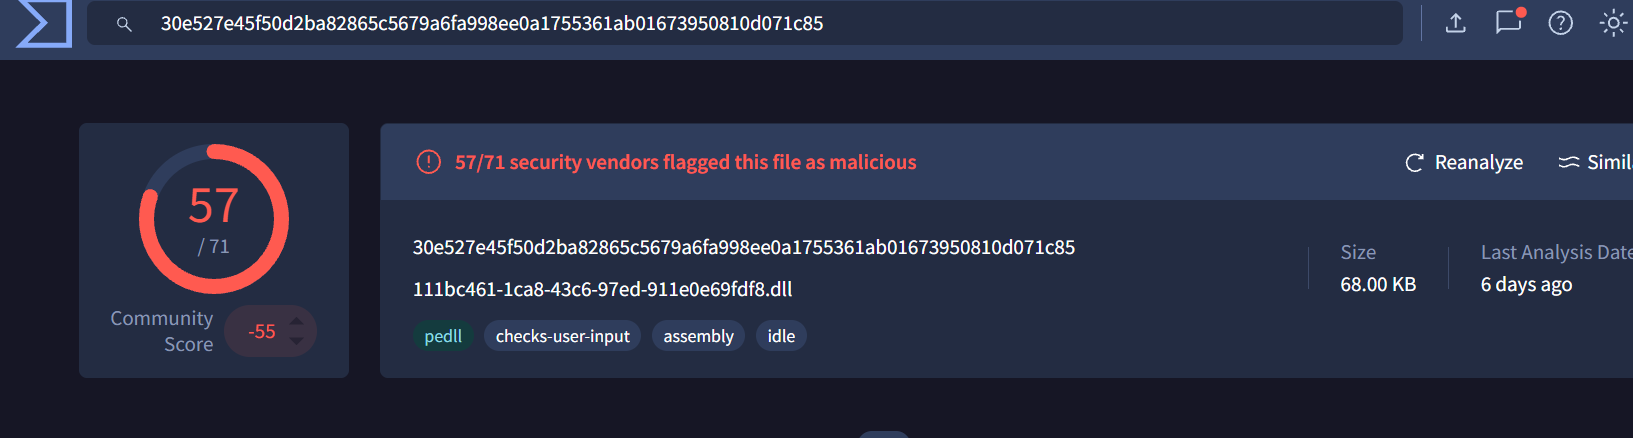 30e527e45f50d2ba82865c5679a6fa998ee0a1755361ab01673950810d071c85
57
/ 71
Community
Score
-55
57/71 security vendors flagged this file as malicious
Reanalyze
Simil
30e527e45f50d2ba82865c5679a6fa998ee0a1755361ab01673950810d071c85
111bc461-1ca8-43c6-97ed-911e0e69fdf8.dll
pedll
checks-user-input
assembly
idle
Size
68.00 KB
Last Analysis Date
6 days ago